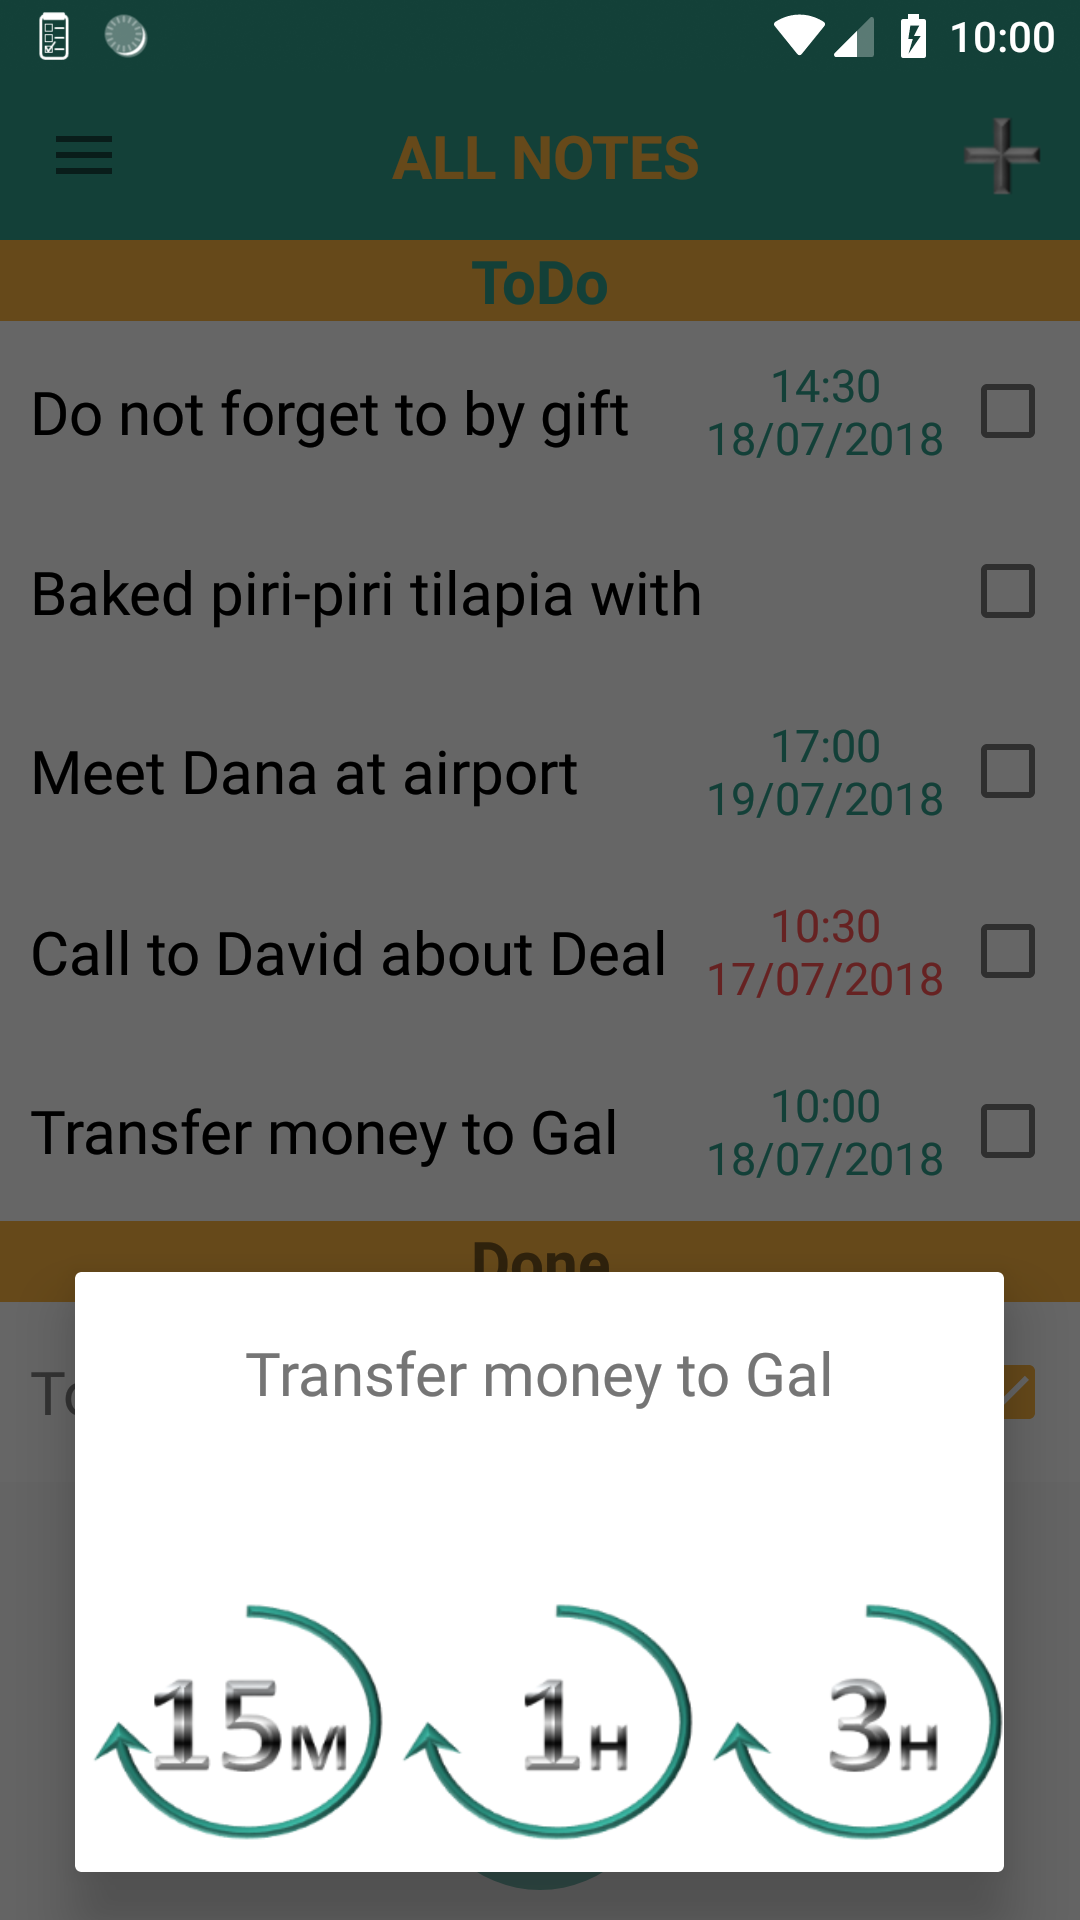 10:00
ALL NOTES
ToDo
Do not forget to by gift
14:30
18/07/2018
Baked piri-piri tilapia with
Meet Dana at airport
17:00
19/07/2018
Call to David about Deal
10:30
17/07/2018
Transfer money to Gal
10:00
18/07/2018
Done
Transfer money to Gal
15M
1H
3H